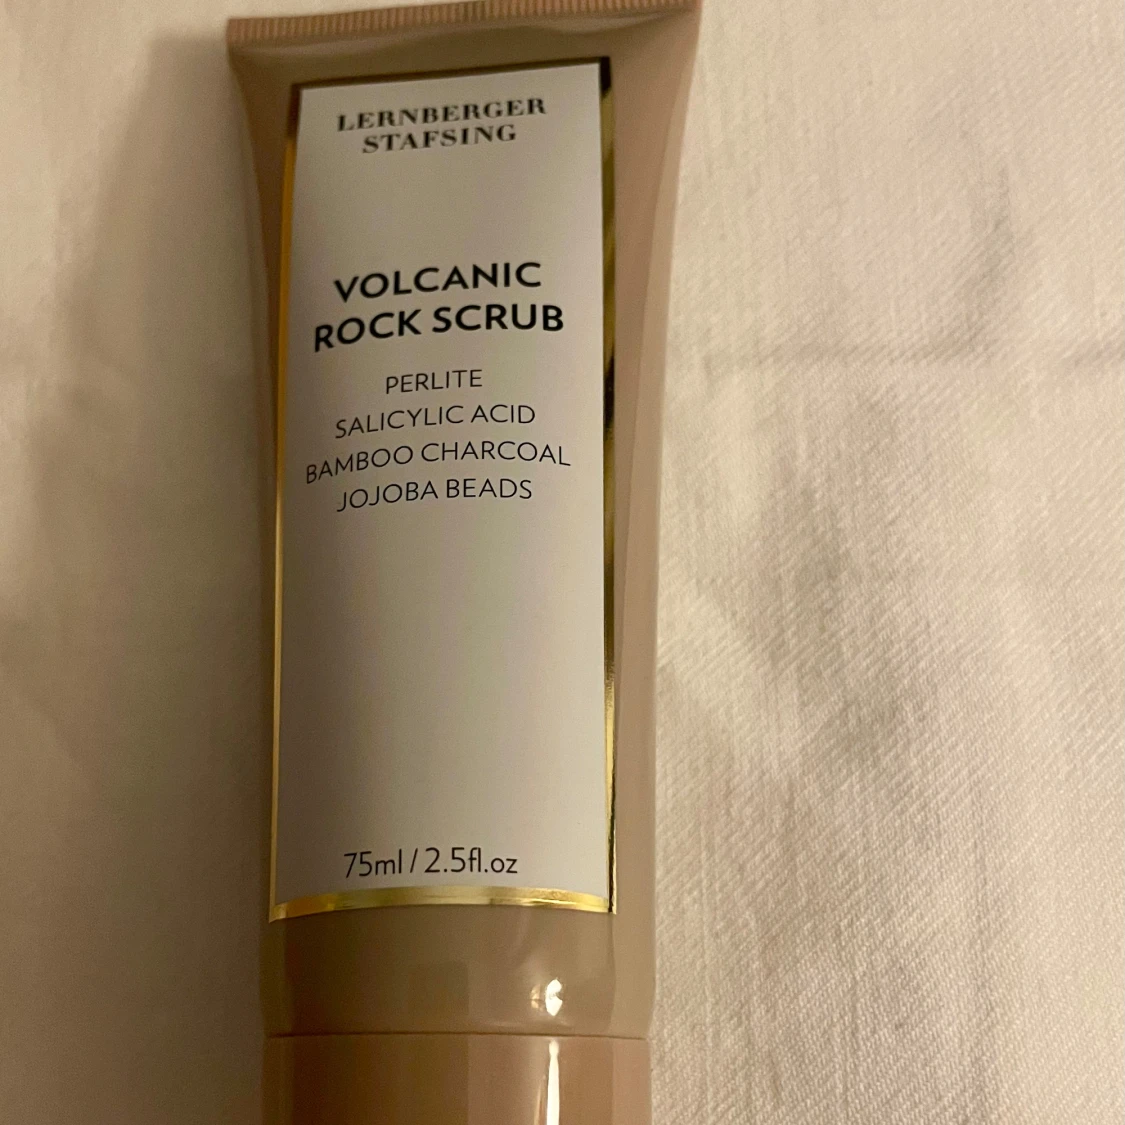 LERNBERGER
STAFSING
VOLCANIC
ROCK SCRUB
PERLITE
SALICYLIC ACID
BAMBOO CHARCOAL
JOJOBA BEADS
75ml / 2.5fl.oz